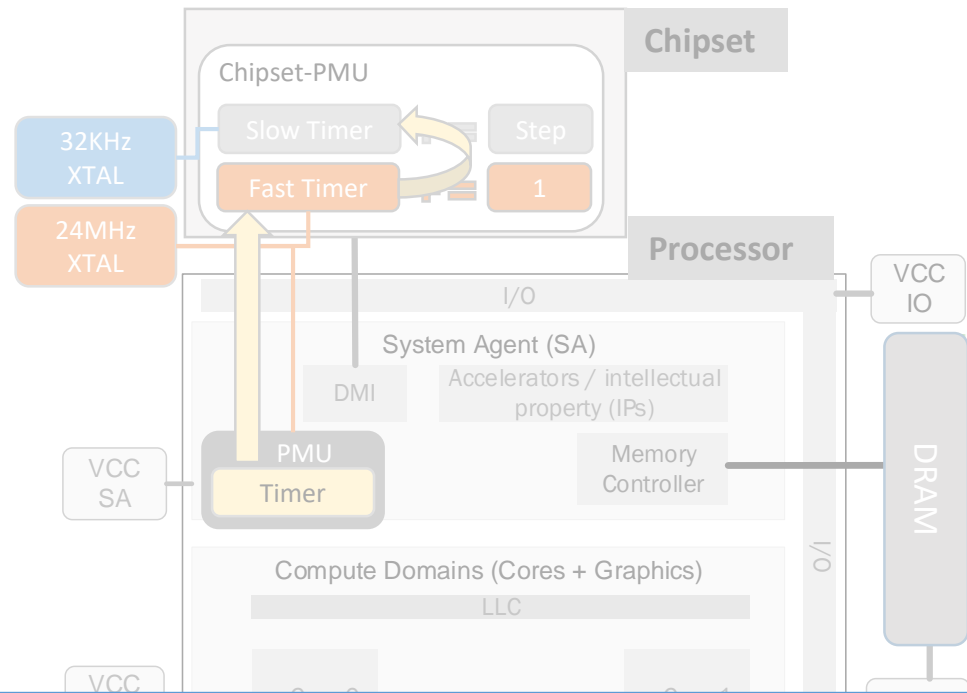 Chipset
Chipset-PMU
Slow Timer
Step
32KHz
XTAL
Fast Timer
1
24MHz
XTAL
Processor
VCC
IO
I/O
System Agent (SA)
DMI
Accelerators / intellectual
property (IPs)
PMU
Timer
Memory
Controller
VCC
SA
DRAM
I/O
Compute Domains (Cores + Graphics)
LLC
VCC